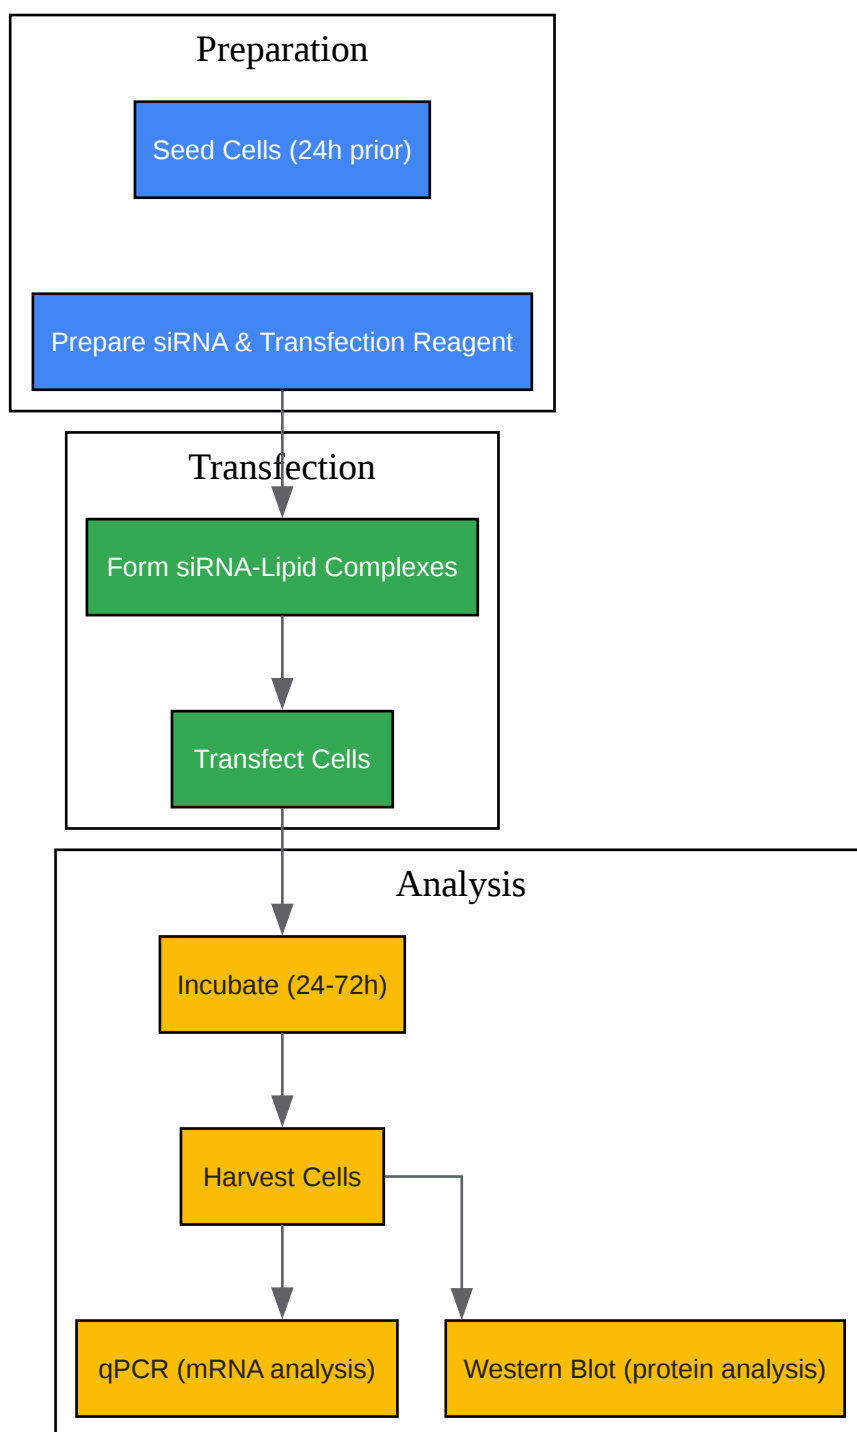 Preparation
Seed Cells (24h prior)
Prepare siRNA & Transfection Reagent
Transfection
Form siRNA-Lipid Complexes
Transfect Cells
Analysis
Incubate (24-72h)
Harvest Cells
qPCR (mRNA analysis)
Western Blot (protein analysis)